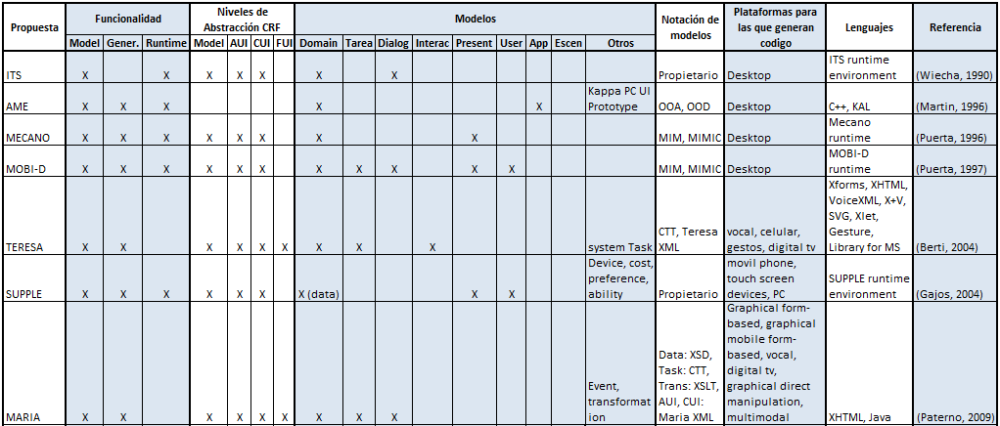 Propuesta Funcionalidad Niveles de Abstracción CRF Modelos Notación de modelos Plataformas para las que generan codigo Lenguajes Referencia
Model Gener. Runtime Model AUI CUI FUI Domain Tarea Dialog Interac Present User App Escen Otros
ITS X X X X X X X Propietario Desktop ITS runtime environment (Wiecha, 1990)
AME X X X X X Kappa PC UI Prototype OOA, OOD Desktop C++, KAL (Martin, 1996)
MECANO X X X X X X X X MIM, MIMIC Desktop Mecano runtime (Puerta, 1996)
MOBI-D X X X X X X X X X X X MIM, MIMIC Desktop MOBI-D runtime (Puerta, 1997)
TERESA X X X X X X X X X system Task CTT, Teresa XML vocal, celular, gestos, digital tv Xforms, XHTML, VoiceXML, X+V, SVG, Xlet, Gesture, Library for MS (Berti, 2004)
SUPPLE X X X X X X X (data) X X Device, cost, preference, ability Propietario movil phone, touch screen devices, PC SUPPLE runtime environment (Gajos, 2004)
MARIA X X X X X X X X X Event, transformation Data: XSD, Task: CTT, Trans: XSLT, AUI, CUI: Maria XML Graphical form-based, graphical mobile form-based, vocal, digital tv, graphical direct manipulation, multimodal XHTML, Java (Paterno, 2009)